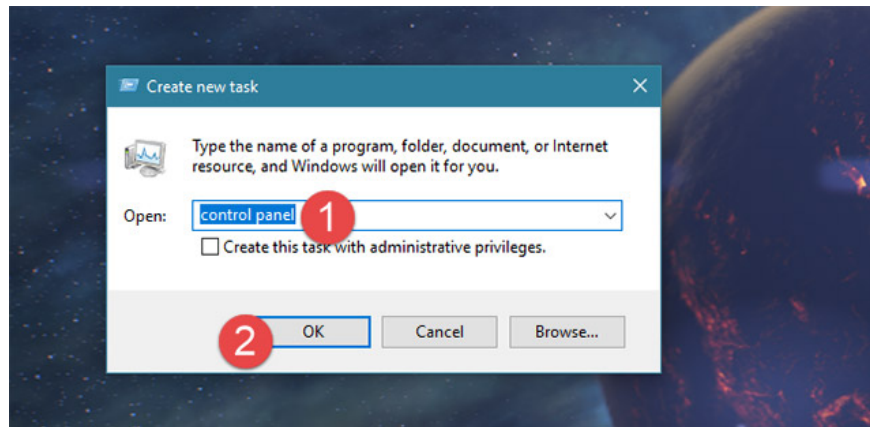 Create new task
Type the name of a program, folder, document, or Internet
resource, and Windows will open it for you.
Open: control panel 1
Create this task with administrative privileges.
2 OK Cancel Browse...